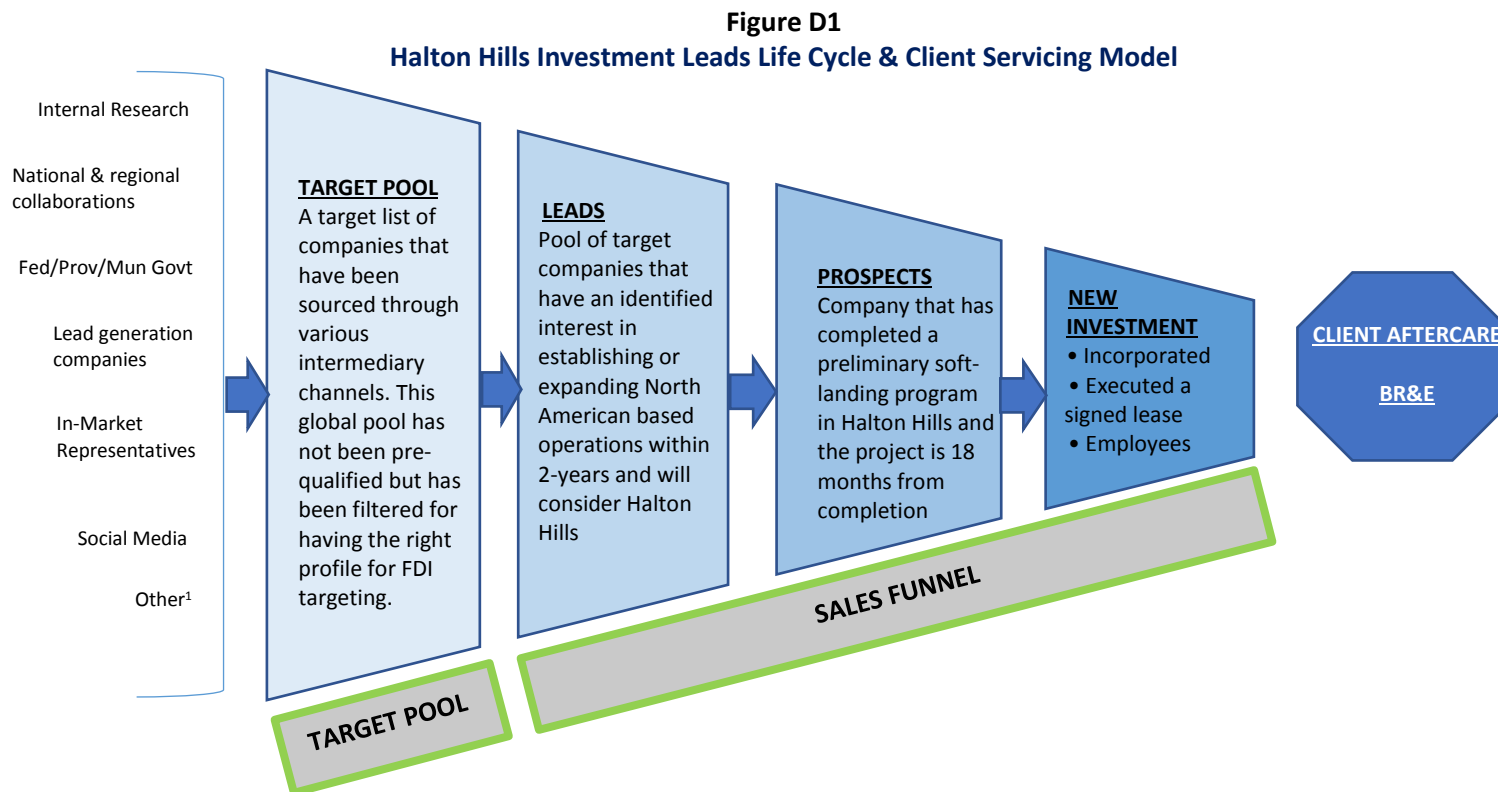 Figure D1
Halton Hills Investment Leads Life Cycle & Client Servicing Model
Internal Research
National & regional
collaborations
Fed/Prov/Mun Govt
Lead generation
companies
In-Market
Representatives
Social Media
Other¹
TARGET POOL
A target list of
companies that
have been
sourced through
various
intermediary
channels. This
global pool has
not been pre-
qualified but has
been filtered for
having the right
profile for FDI
targeting.
LEADS
Pool of target
companies that
have an identified
interest in
establishing or
expanding North
American based
operations within
2-years and will
consider Halton
Hills
PROSPECTS
Company that has
completed a
preliminary soft-
landing program
in Halton Hills and
the project is 18
months from
completion
NEW
INVESTMENT
• Incorporated
• Executed a
signed lease
• Employees
CLIENT AFTERCARE
BR&E
TARGET POOL
SALES FUNNEL